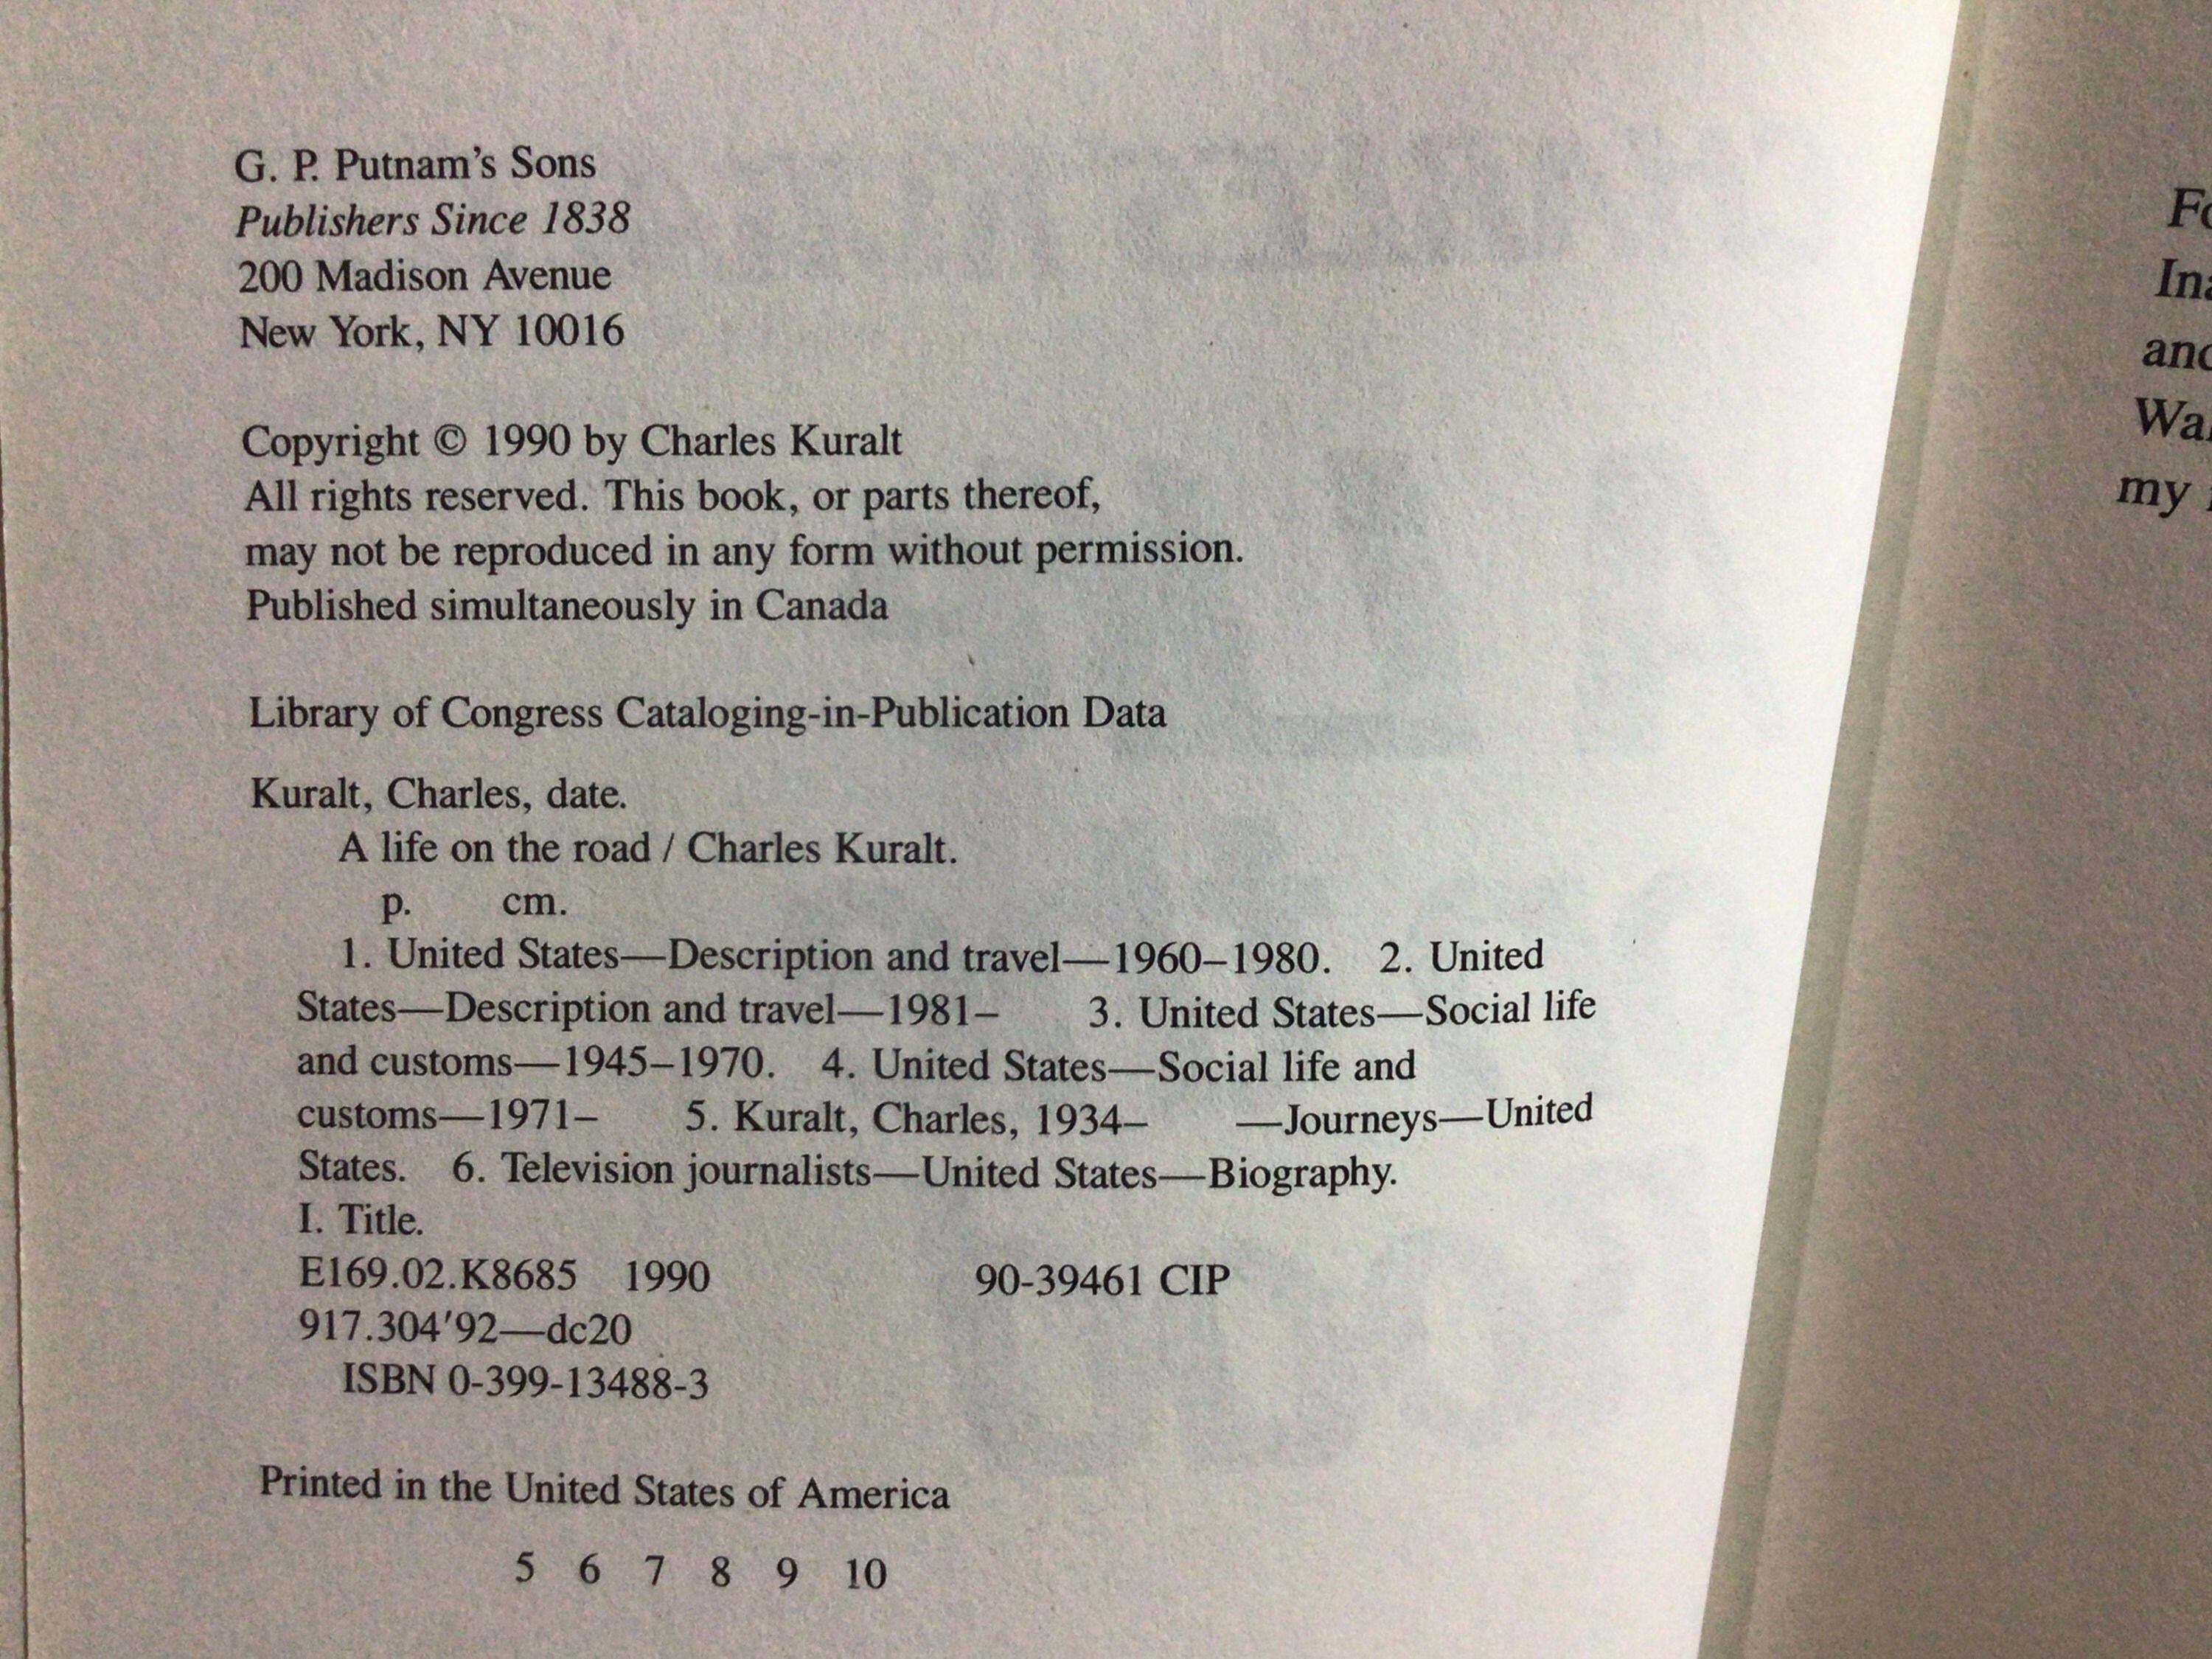 G. P. Putnam's Sons
Publishers Since 1838
200 Madison Avenue
New York, NY 10016
Copyright © 1990 by Charles Kuralt
All rights reserved. This book, or parts thereof,
may not be reproduced in any form without permission.
Published simultaneously in Canada
Library of Congress Cataloging-in-Publication Data
Kuralt, Charles, date.
A life on the road / Charles Kuralt.
p. cm.
1. United States—Description and travel—1960–1980. 2. United
States—Description and travel—1981– 3. United States—Social life
and customs—1945–1970. 4. United States—Social life and
customs—1971– 5. Kuralt, Charles, 1934– —Journeys—United
States. 6. Television journalists—United States—Biography.
I. Title.
E169.02.K8685 1990 90-39461 CIP
917.304'92—dc20
ISBN 0-399-13488-3
Printed in the United States of America
5 6 7 8 9 10
my